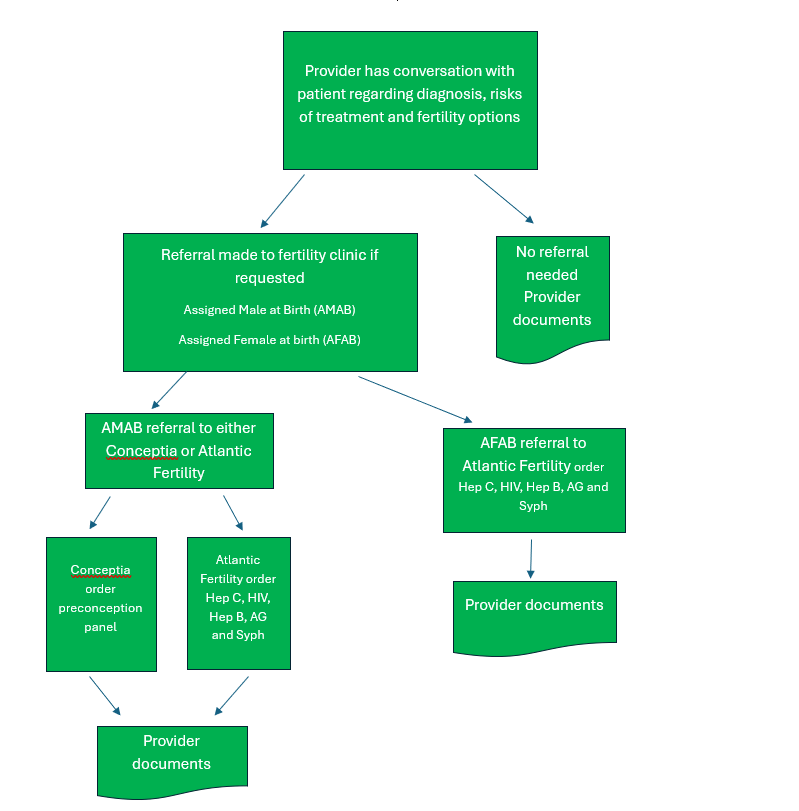 Provider has conversation with
patient regarding diagnosis, risks
of treatment and fertility options
Referral made to fertility clinic if
requested
Assigned Male at Birth (AMAB)
Assigned Female at birth (AFAB)
No referral
needed
Provider
documents
AMAB referral to either
Conceptia or Atlantic
Fertility
AFAB referral to
Atlantic Fertility order
Hep C, HIV, Hep B, AG and
Syph
Conceptia
order
preconception
panel
Atlantic
Fertility order
Hep C, HIV,
Hep B, AG
and Syph
Provider documents
Provider
documents